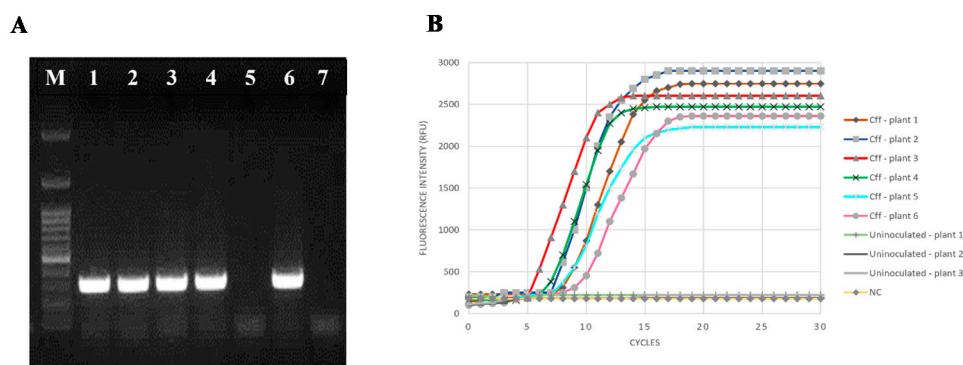 A
B
M 1 2 3 4 5 6 7
3000
2500
2000
1500
1000
500
0
FLUORESCENCE INTENSITY (RFU)
0 5 10 15 20 25 30
CYCLES
Cff - plant 1
Cff - plant 2
Cff - plant 3
Cff - plant 4
Cff - plant 5
Cff - plant 6
Uninoculated - plant 1
Uninoculated - plant 2
Uninoculated - plant 3
NC